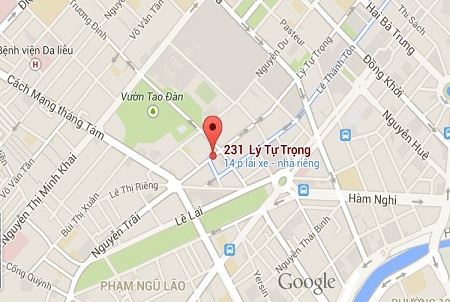 Trương Định
Võ Văn Tần
Pasteur
Hai Bà Trưng
Thi Sách
Bệnh viện Da liễu
H
Nguyễn Du
Lý Tự Trọng
Lê Thánh Tôn
Đồng Khởi
Cách Mạng tháng Tám
Vườn Tao Đàn
Nguyễn Huệ
231 Lý Tự Trọng
14 p lái xe - nhà riêng
Võ Văn Tần
Nguyễn Thị Minh Khai
Lê Thị Riêng
Bùi Thị Xuân
Nguyễn Trãi
Lê Lai
Hàm Nghi
Nguyễn Thái Bình
Cống Quỳnh
PHẠM NGŨ LÃO
Yersin
Google
PHƯỜNG 12